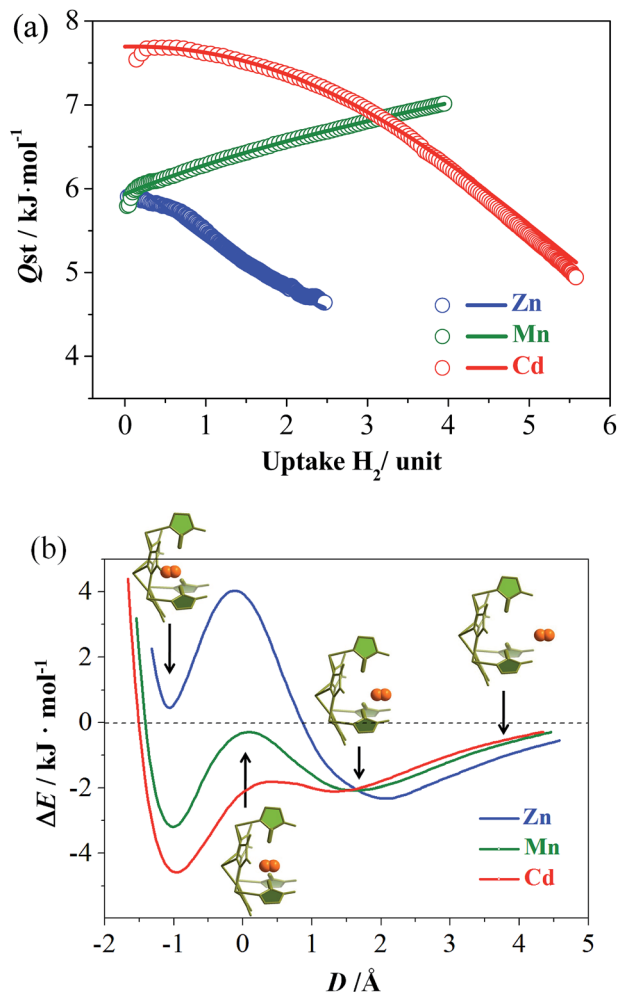 (a)
8
7
6
5
4
Qst / kJ·mol⁻¹
Zn
Mn
Cd
0 1 2 3 4 5 6
Uptake H₂/ unit
(b)
4
2
0
-2
-4
ΔE / kJ · mol⁻¹
Zn
Mn
Cd
-2 -1 0 1 2 3 4 5
D /Å